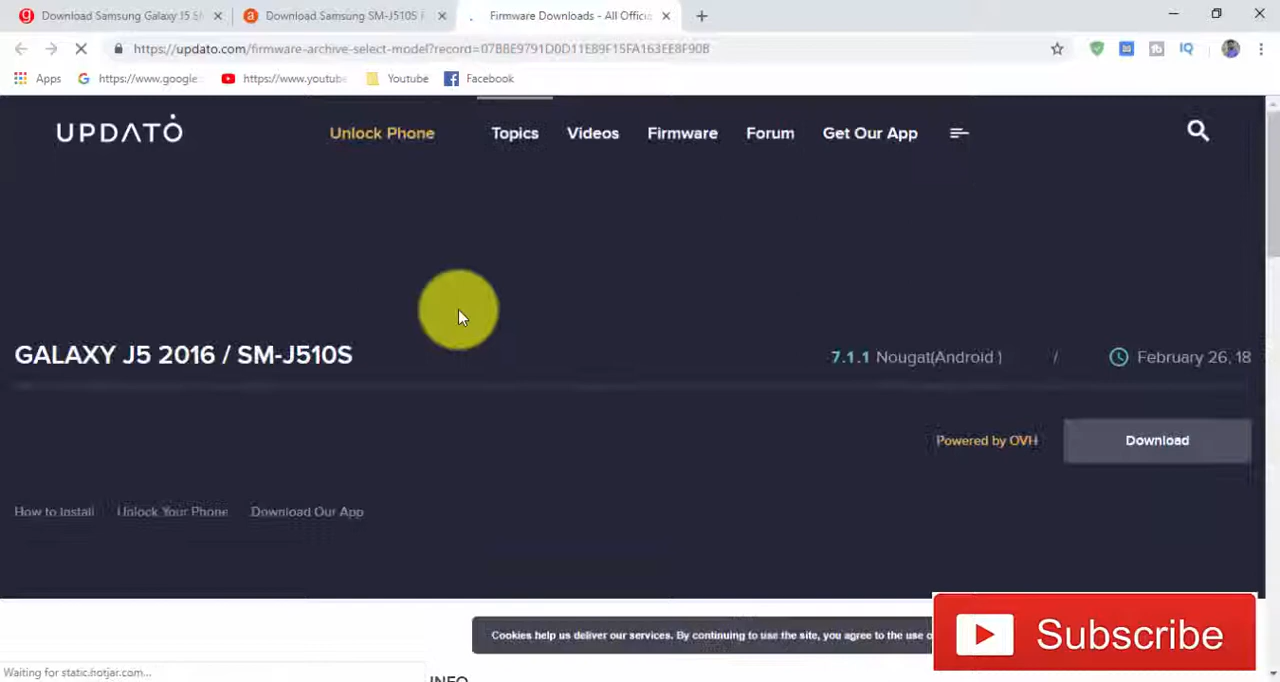 Download Samsung Galaxy J5 S
Download Samsung SM-J510S
Firmware Downloads - All Offici
https://updato.com/firmware-archive-select-model?record=07BBE9791D0D11E89F15FA163EE8F90B
Apps
https://www.google
https://www.youtube
Youtube
Facebook
UPDATO
Unlock Phone
Topics
Videos
Firmware
Forum
Get Our App
GALAXY J5 2016 / SM-J510S
7.1.1 Nougat(Android )
/
February 26, 18
Powered by OVH
Download
How to Install
Unlock Your Phone
Download Our App
Cookies help us deliver our services. By continuing to use the site, you agree to the use o
Subscribe
Waiting for static.hotjar.com...
INFO